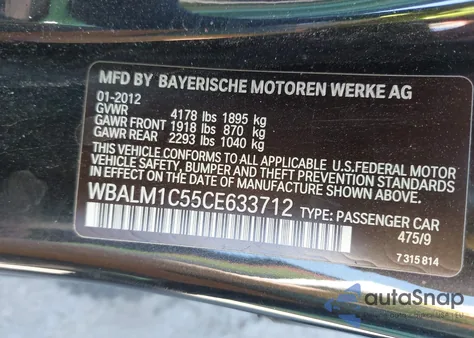 MFD BY BAYERISCHE MOTOREN WERKE AG
01-2012
GVWR 4178 lbs 1895 kg
GAWR FRONT 1918 lbs 870 kg
GAWR REAR 2293 lbs 1040 kg
THIS VEHICLE CONFORMS TO ALL APPLICABLE U.S. FEDERAL MOTOR
VEHICLE SAFETY, BUMPER AND THEFT PREVENTION STANDARDS
IN EFFECT ON THE DATE OF MANUFACTURE SHOWN ABOVE.
WBALM1C55CE633712 TYPE: PASSENGER CAR
475/9
7 315 814
autoSnap